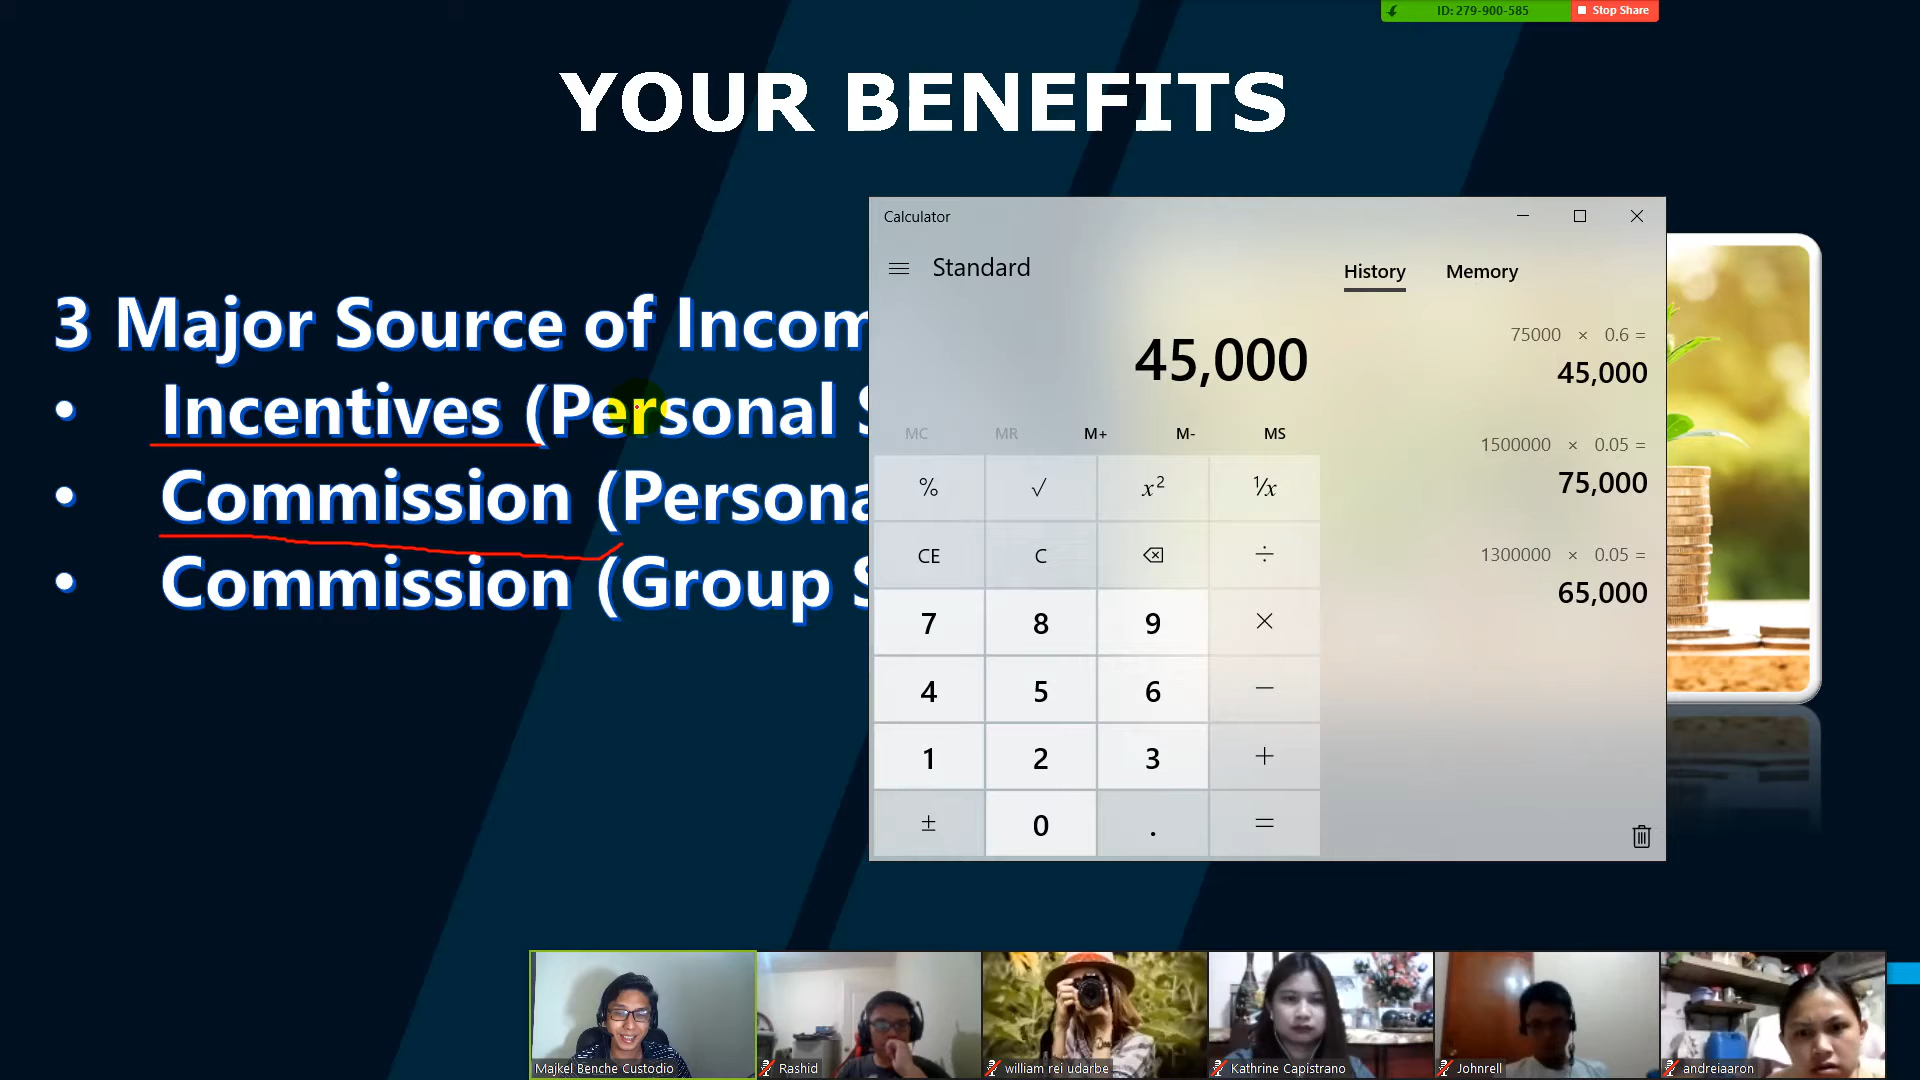 ID: 279-900-585
Stop Share
YOUR BENEFITS
3 Major Source of Incom
• Incentives (Personal S
• Commission (Persona
• Commission (Group S
Calculator
Standard
History Memory
45,000
75000 × 0.6 =
45,000
1500000 × 0.05 =
75,000
1300000 × 0.05 =
65,000
MC MR M+ M- MS
% √ x² ¹/x
CE C ÷
7 8 9 ×
4 5 6 −
1 2 3 +
± 0 . =
Majkel Benche Custodio
Rashid
william rei udarbe
Kathrine Capistrano
Johnrell
andreiaaron